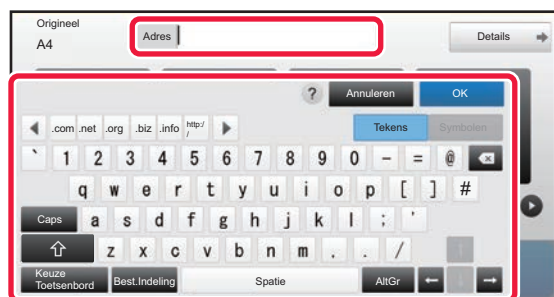 Origineel
A4
Adres
Details
? Annuleren OK
.com .net .org .biz .info http:// Tekens Symbolen
` 1 2 3 4 5 6 7 8 9 0 - = @
q w e r t y u i o p [ ] #
Caps a s d f g h j k l ; '
z x c v b n m . . /
Keuze Toetsenbord Best.Indeling Spatie AltGr